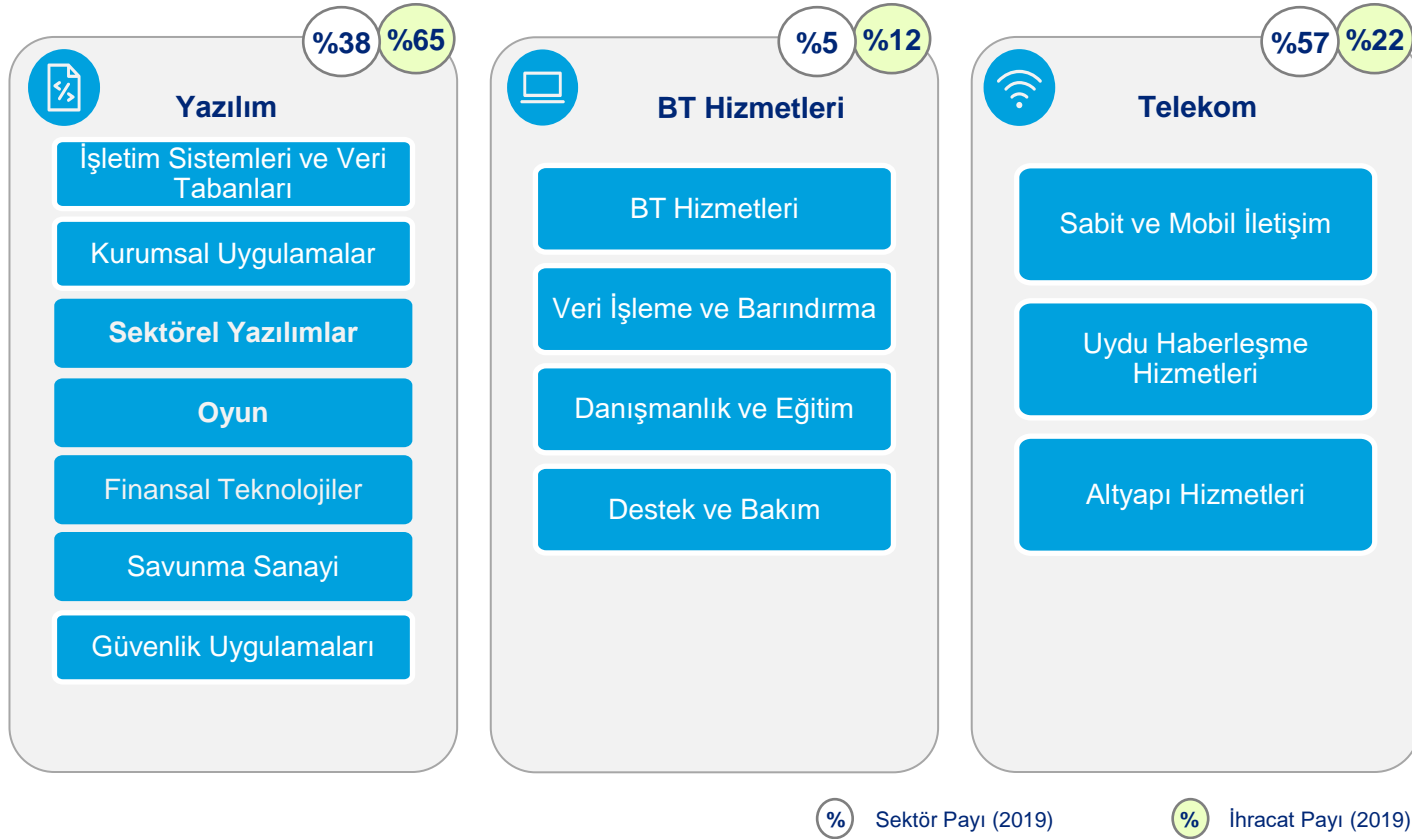 %38 %65
Yazılım
İşletim Sistemleri ve Veri
Tabanları
Kurumsal Uygulamalar
Sektörel Yazılımlar
Oyun
Finansal Teknolojiler
Savunma Sanayi
Güvenlik Uygulamaları
%5 %12
BT Hizmetleri
BT Hizmetleri
Veri İşleme ve Barındırma
Danışmanlık ve Eğitim
Destek ve Bakım
%57 %22
Telekom
Sabit ve Mobil İletişim
Uydu Haberleşme
Hizmetleri
Altyapı Hizmetleri
% Sektör Payı (2019)
% İhracat Payı (2019)